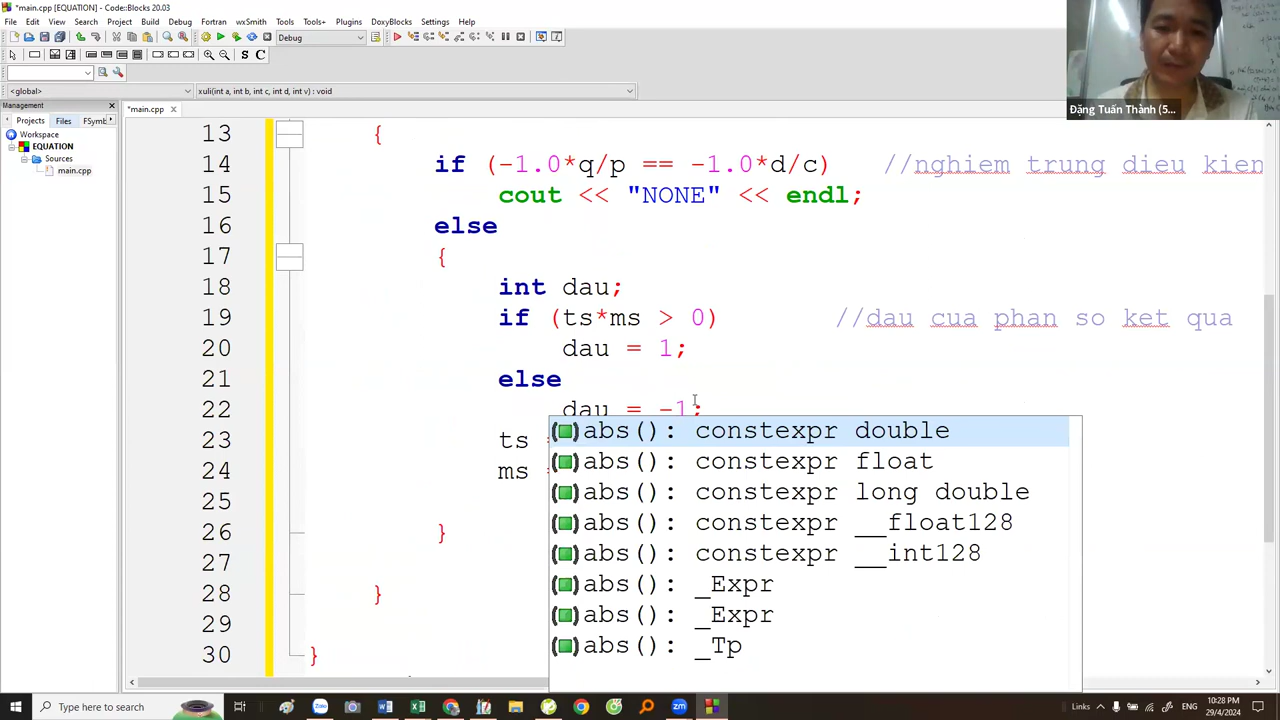 *main.cpp [EQUATION] - Code::Blocks 20.03
File Edit View Search Project Build Debug Fortran wxSmith Tools Tools+ Plugins DoxyBlocks Settings Help
Debug
S C
<global>
xuli(int a, int b, int c, int d, int v) : void
Management
*main.cpp
Projects Files FSymb
Workspace
EQUATION
Sources
main.cpp
Đặng Tuấn Thành (5...
13 {
14 if (-1.0*q/p == -1.0*d/c) //nghiem trung dieu kien
15 cout << "NONE" << endl;
16 else
17 {
18 int dau;
19 if (ts*ms > 0) //dau cua phan so ket qua
20 dau = 1;
21 else
22 dau = -1;
23 ts
24 ms
25
26 }
27
28 }
29
30 }
abs(): constexpr double
abs(): constexpr float
abs(): constexpr long double
abs(): constexpr __float128
abs(): constexpr __int128
abs(): _Expr
abs(): _Expr
abs(): _Tp
Type here to search
Links
ENG
10:28 PM
29/4/2024